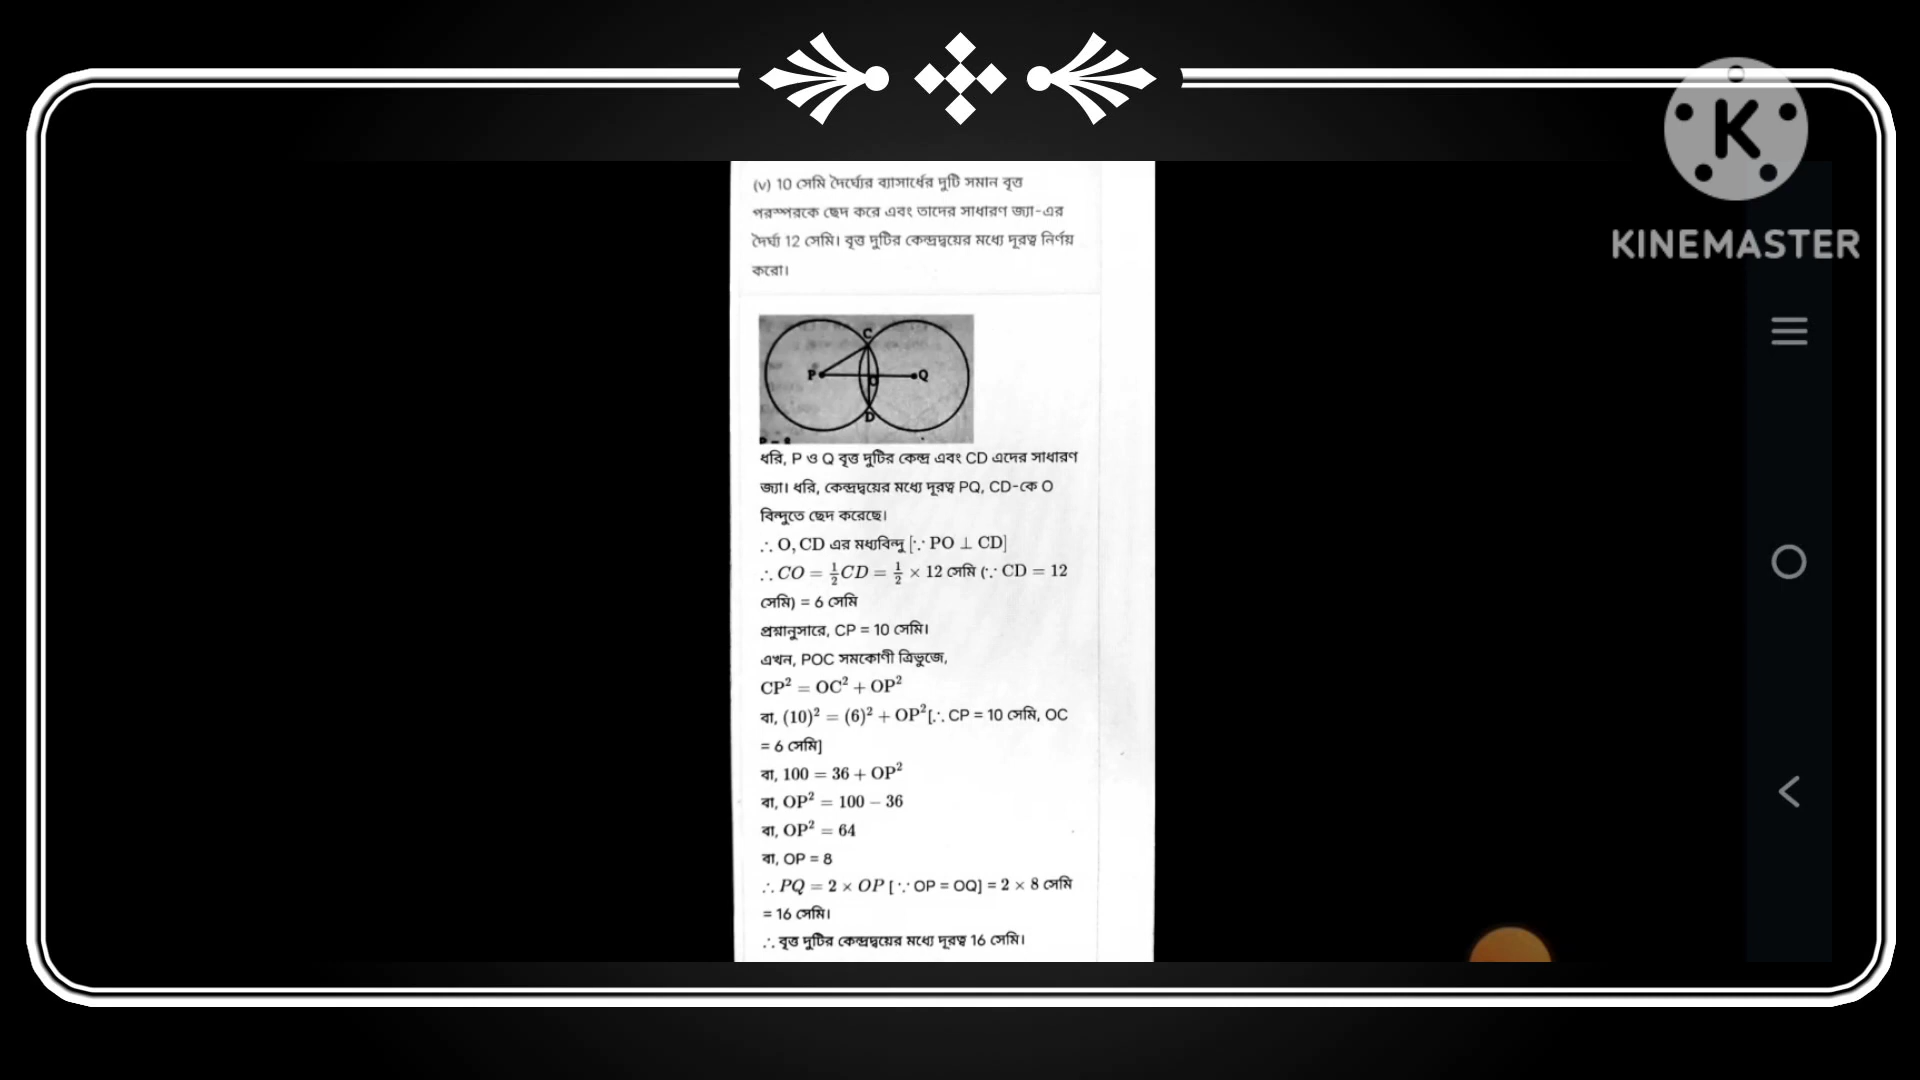 KINEMASTER
(v) 10 সেমি দৈর্ঘ্যের ব্যাসার্ধের দুটি সমান বৃত্ত
পরস্পরকে ছেদ করে এবং তাদের সাধারণ জ্যা-এর
দৈর্ঘ্য 12 সেমি। বৃত্ত দুটির কেন্দ্রদ্বয়ের মধ্যে দূরত্ব নির্ণয়
করো।
C
P
O
Q
D
ধরি, P ও Q বৃত্ত দুটির কেন্দ্র এবং CD এদের সাধারণ
জ্যা। ধরি, কেন্দ্রদ্বয়ের মধ্যে দূরত্ব PQ, CD-কে O
বিন্দুতে ছেদ করেছে।
∴ O, CD এর মধ্যবিন্দু [∵ PO ⊥ CD]
∴ CO = 1/2 CD = 1/2 × 12 সেমি (∵ CD = 12
সেমি) = 6 সেমি
প্রশ্নানুসারে, CP = 10 সেমি।
এখন, POC সমকোণী ত্রিভুজে,
CP² = OC² + OP²
বা, (10)² = (6)² + OP² [∴ CP = 10 সেমি, OC
= 6 সেমি]
বা, 100 = 36 + OP²
বা, OP² = 100 − 36
বা, OP² = 64
বা, OP = 8
∴ PQ = 2 × OP [ ∵ OP = OQ] = 2 × 8 সেমি
= 16 সেমি।
∴ বৃত্ত দুটির কেন্দ্রদ্বয়ের মধ্যে দূরত্ব 16 সেমি।